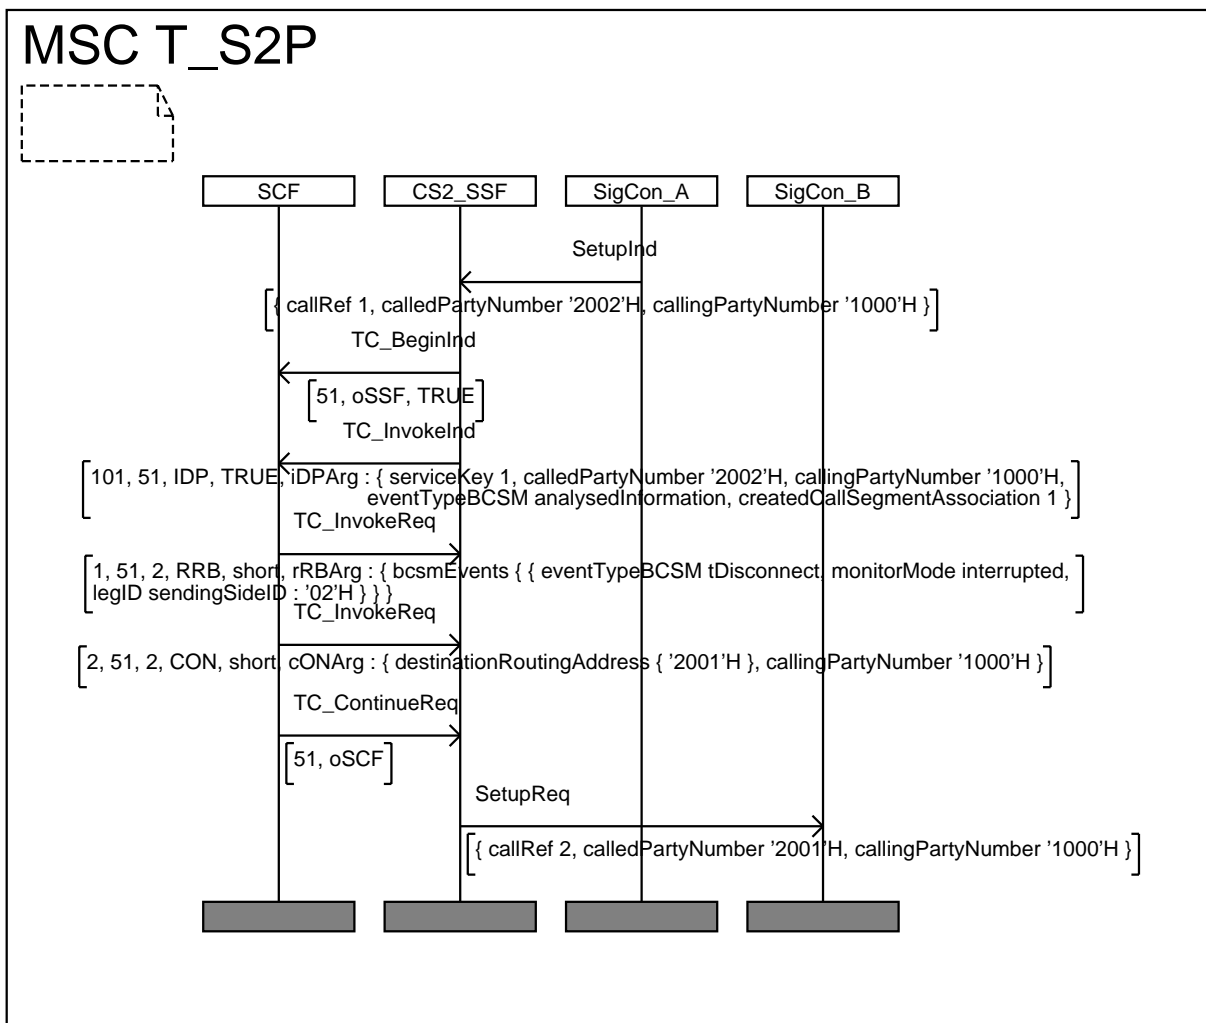 MSC T_S2P
SCF
CS2_SSF
SigCon_A
SigCon_B
SetupInd
{ callRef 1, calledPartyNumber ’2002’H, callingPartyNumber ’1000’H }
TC_BeginInd
51, oSSF, TRUE
TC_InvokeInd
101, 51, IDP, TRUE, iDPArg : { serviceKey 1, calledPartyNumber ’2002’H, callingPartyNumber ’1000’H,
eventTypeBCSM analysedInformation, createdCallSegmentAssociation 1 }
TC_InvokeReq
1, 51, 2, RRB, short, rRBArg : { bcsmEvents { { eventTypeBCSM tDisconnect, monitorMode interrupted,
legID sendingSideID : ’02’H } } }
TC_InvokeReq
2, 51, 2, CON, short, cONArg : { destinationRoutingAddress { ’2001’H }, callingPartyNumber ’1000’H }
TC_ContinueReq
51, oSCF
SetupReq
{ callRef 2, calledPartyNumber ’2001’H, callingPartyNumber ’1000’H }